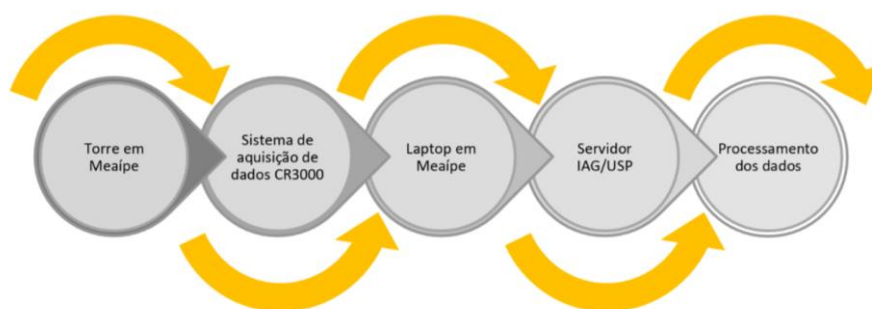 Torre em
Meaípe
Sistema de
aquisição de
dados CR3000
Laptop em
Meaípe
Servidor
IAG/USP
Processamento
dos dados